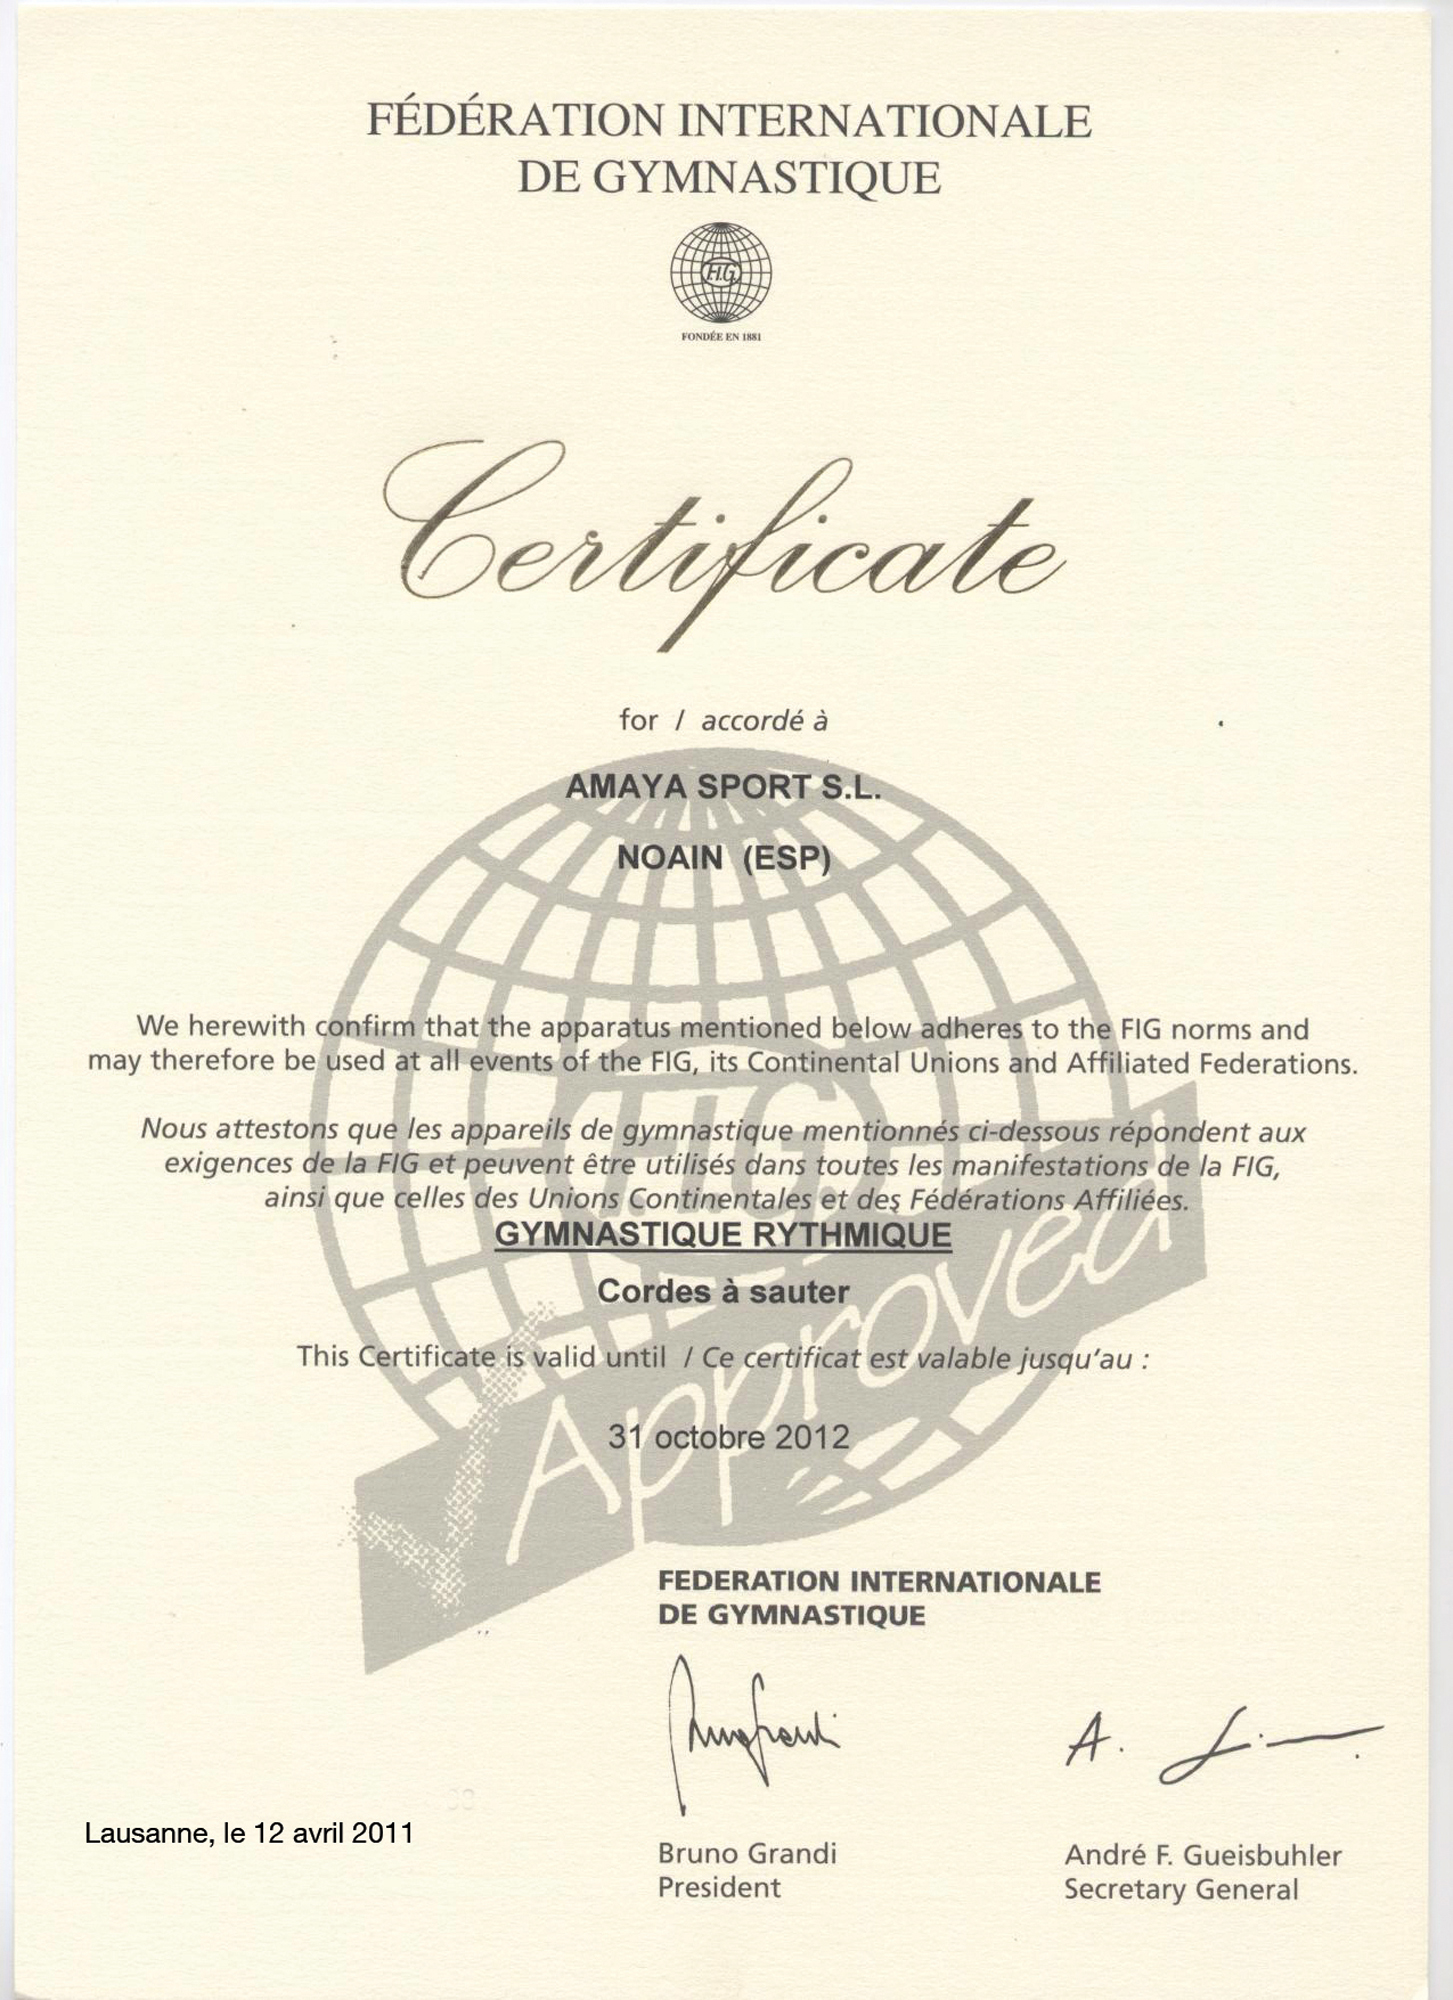 FÉDÉRATION INTERNATIONALE
DE GYMNASTIQUE
F.I.G.
FONDÉE EN 1881
Certificate
for / accordé à
AMAYA SPORT S.L.
NOAIN (ESP)
We herewith confirm that the apparatus mentioned below adheres to the FIG norms and
may therefore be used at all events of the FIG, its Continental Unions and Affiliated Federations.
Nous attestons que les appareils de gymnastique mentionnés ci-dessous répondent aux
exigences de la FIG et peuvent être utilisés dans toutes les manifestations de la FIG,
ainsi que celles des Unions Continentales et des Fédérations Affiliées.
F.I.G.
GYMNASTIQUE RYTHMIQUE
Cordes à sauter
This Certificate is valid until / Ce certificat est valable jusqu'au :
Approved
31 octobre 2012
FEDERATION INTERNATIONALE
DE GYMNASTIQUE
Lausanne, le 12 avril 2011
Bruno Grandi
President
André F. Gueisbuhler
Secretary General